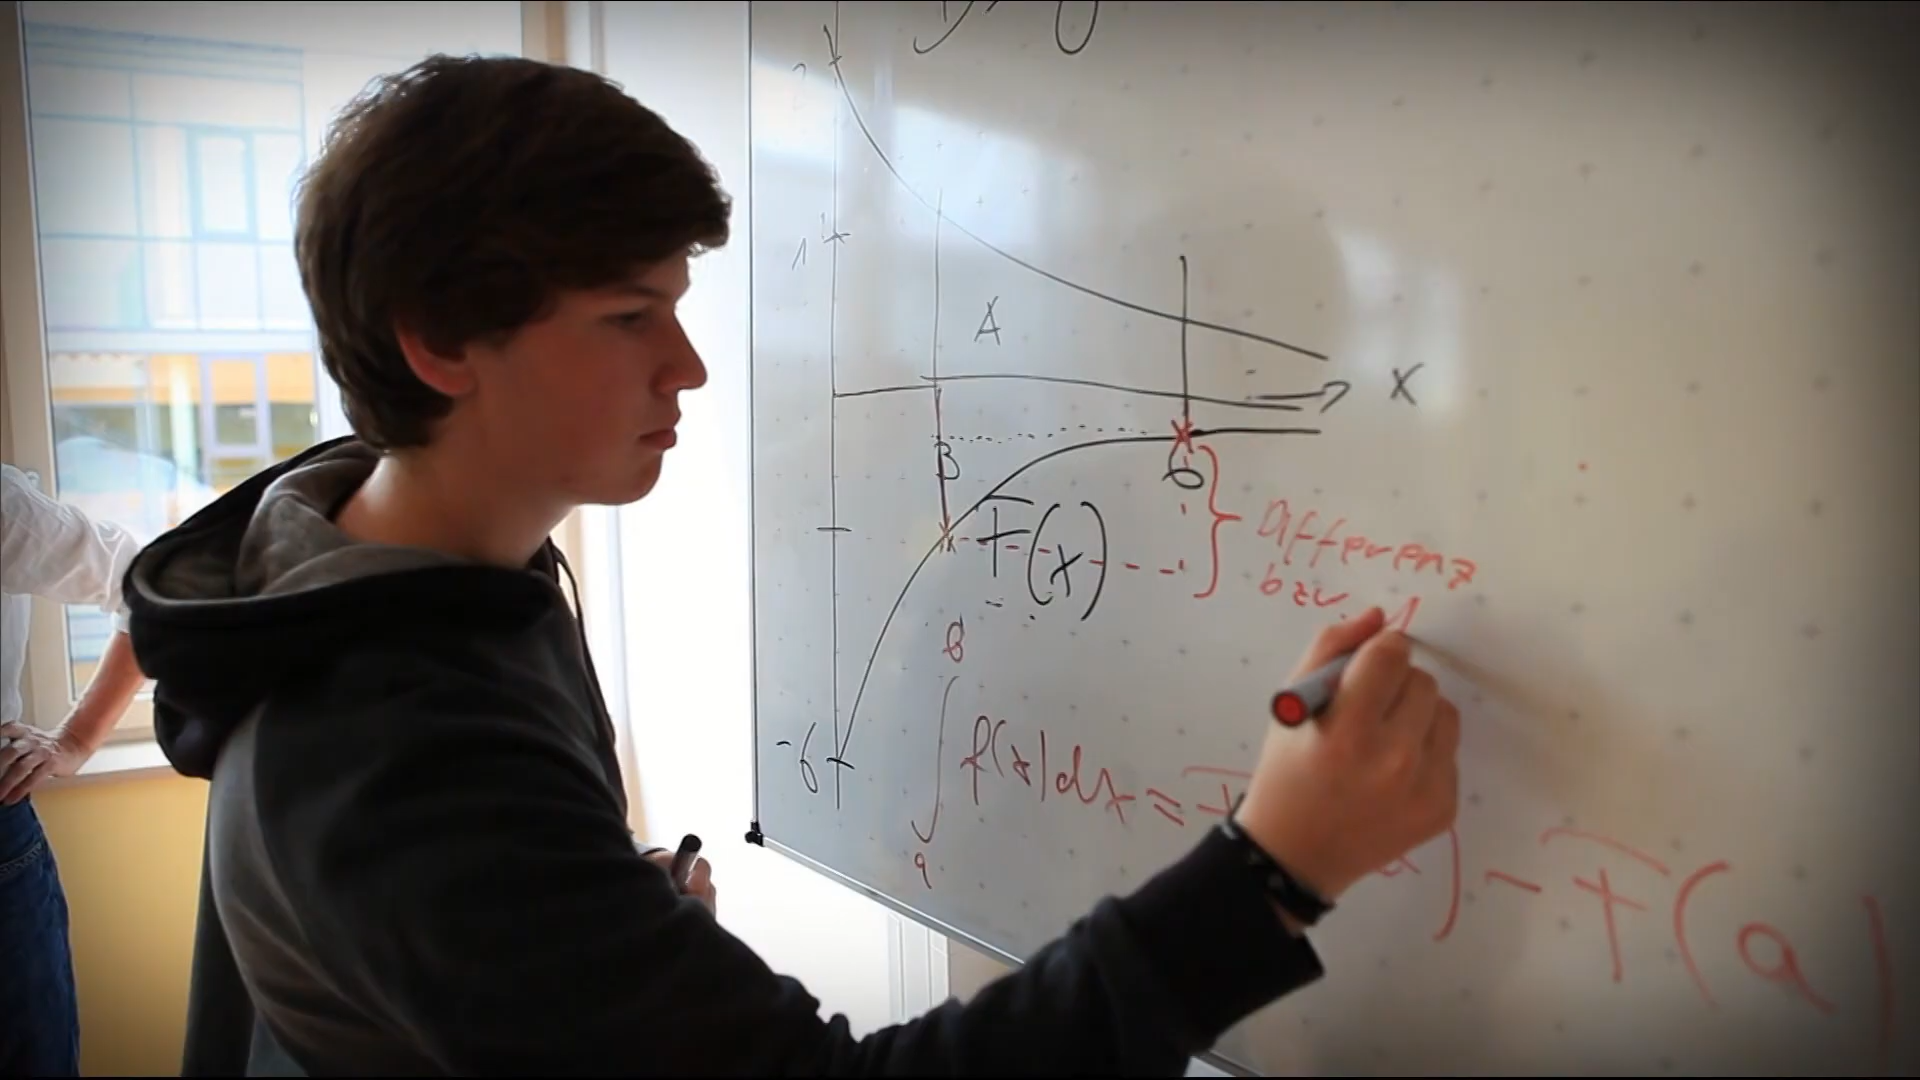 2
1
A
x
B
b
F(x)
Differenz
bzw.
-6
b
∫ f(x)dx = F
a
) - F(a)